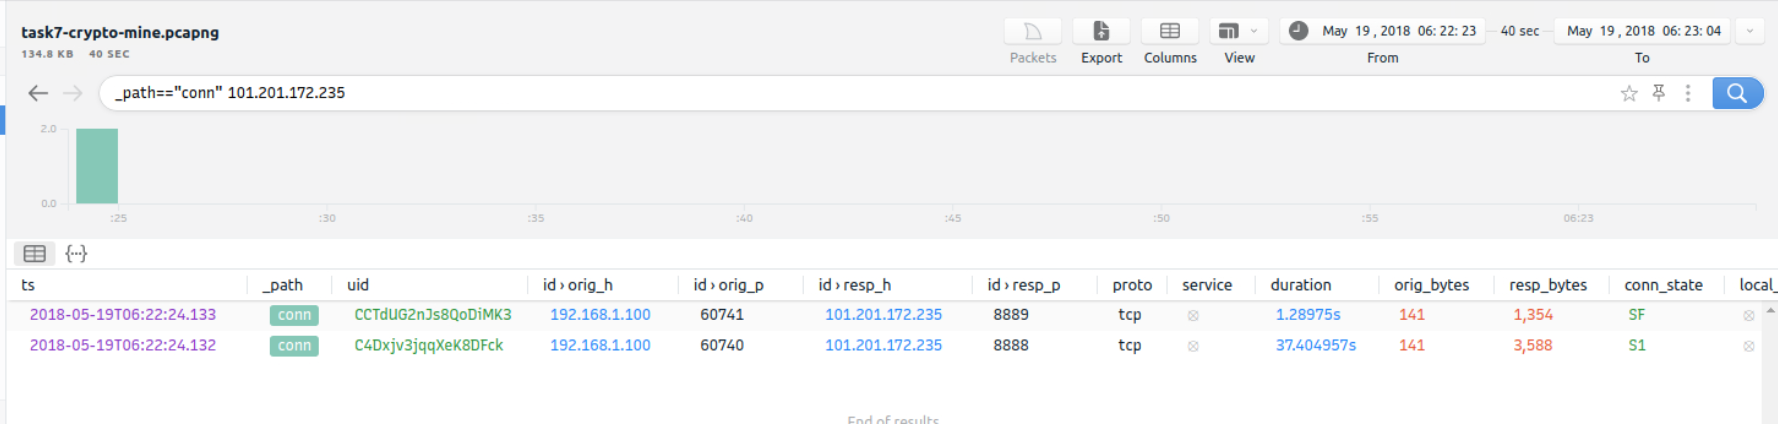 task7-crypto-mine.pcapng
134.8 KB 40 SEC
Packets Export Columns View
May 19 , 2018 06: 22: 23 40 sec May 19 , 2018 06: 23: 04
From To
_path=="conn" 101.201.172.235
2.0
0.0
:25 :30 :35 :40 :45 :50 :55 06:23
{···}
ts _path uid id › orig_h id › orig_p id › resp_h id › resp_p proto service duration orig_bytes resp_bytes conn_state local_
2018-05-19T06:22:24.133 conn CCTdUG2nJs8QoDiMK3 192.168.1.100 60741 101.201.172.235 8889 tcp 1.28975s 141 1,354 SF
2018-05-19T06:22:24.132 conn C4Dxjv3jqqXeK8DFck 192.168.1.100 60740 101.201.172.235 8888 tcp 37.404957s 141 3,588 S1
End of results